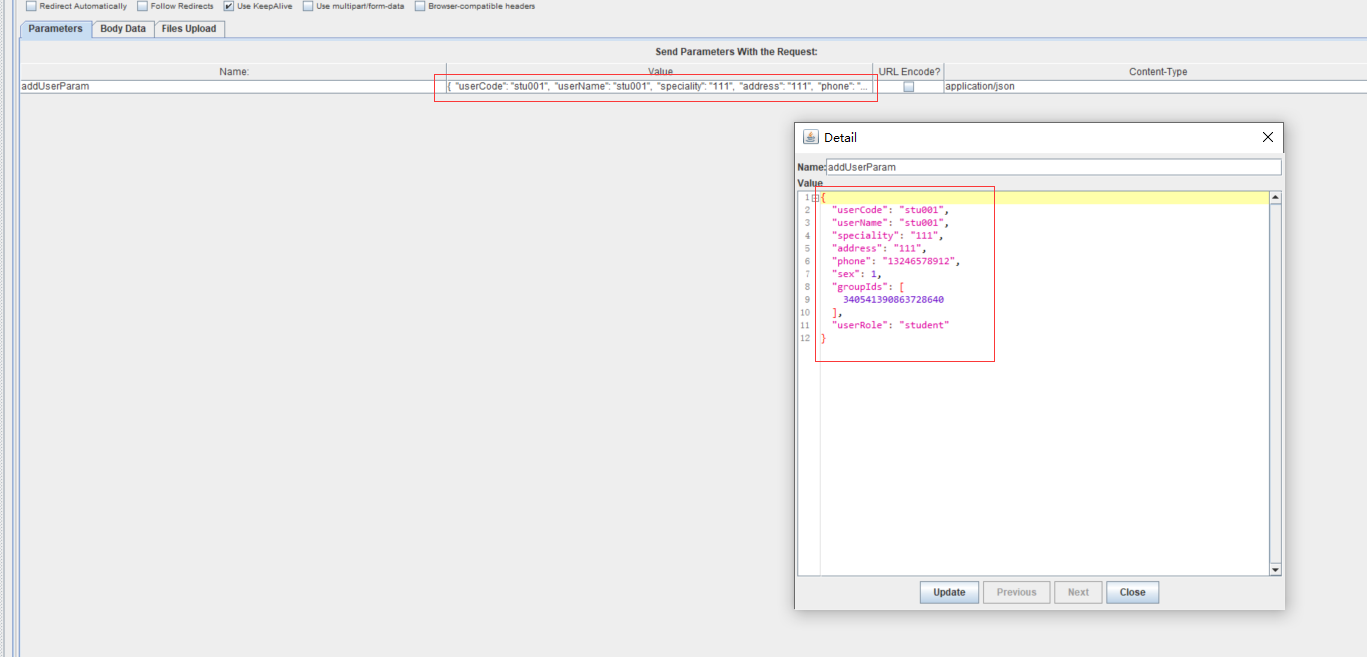 Redirect Automatically Follow Redirects Use KeepAlive Use multipart/form-data Browser-compatible headers
Parameters Body Data Files Upload
Send Parameters With the Request:
Name: Value URL Encode? Content-Type
addUserParam { "userCode": "stu001", "userName": "stu001", "speciality": "111", "address": "111", "phone": "... application/json
Detail
Name: addUserParam
Value
1 {
2 "userCode": "stu001",
3 "userName": "stu001",
4 "speciality": "111",
5 "address": "111",
6 "phone": "13246578912",
7 "sex": 1,
8 "groupIds": [
9 340541390863728640
10 ],
11 "userRole": "student"
12 }
Update Previous Next Close